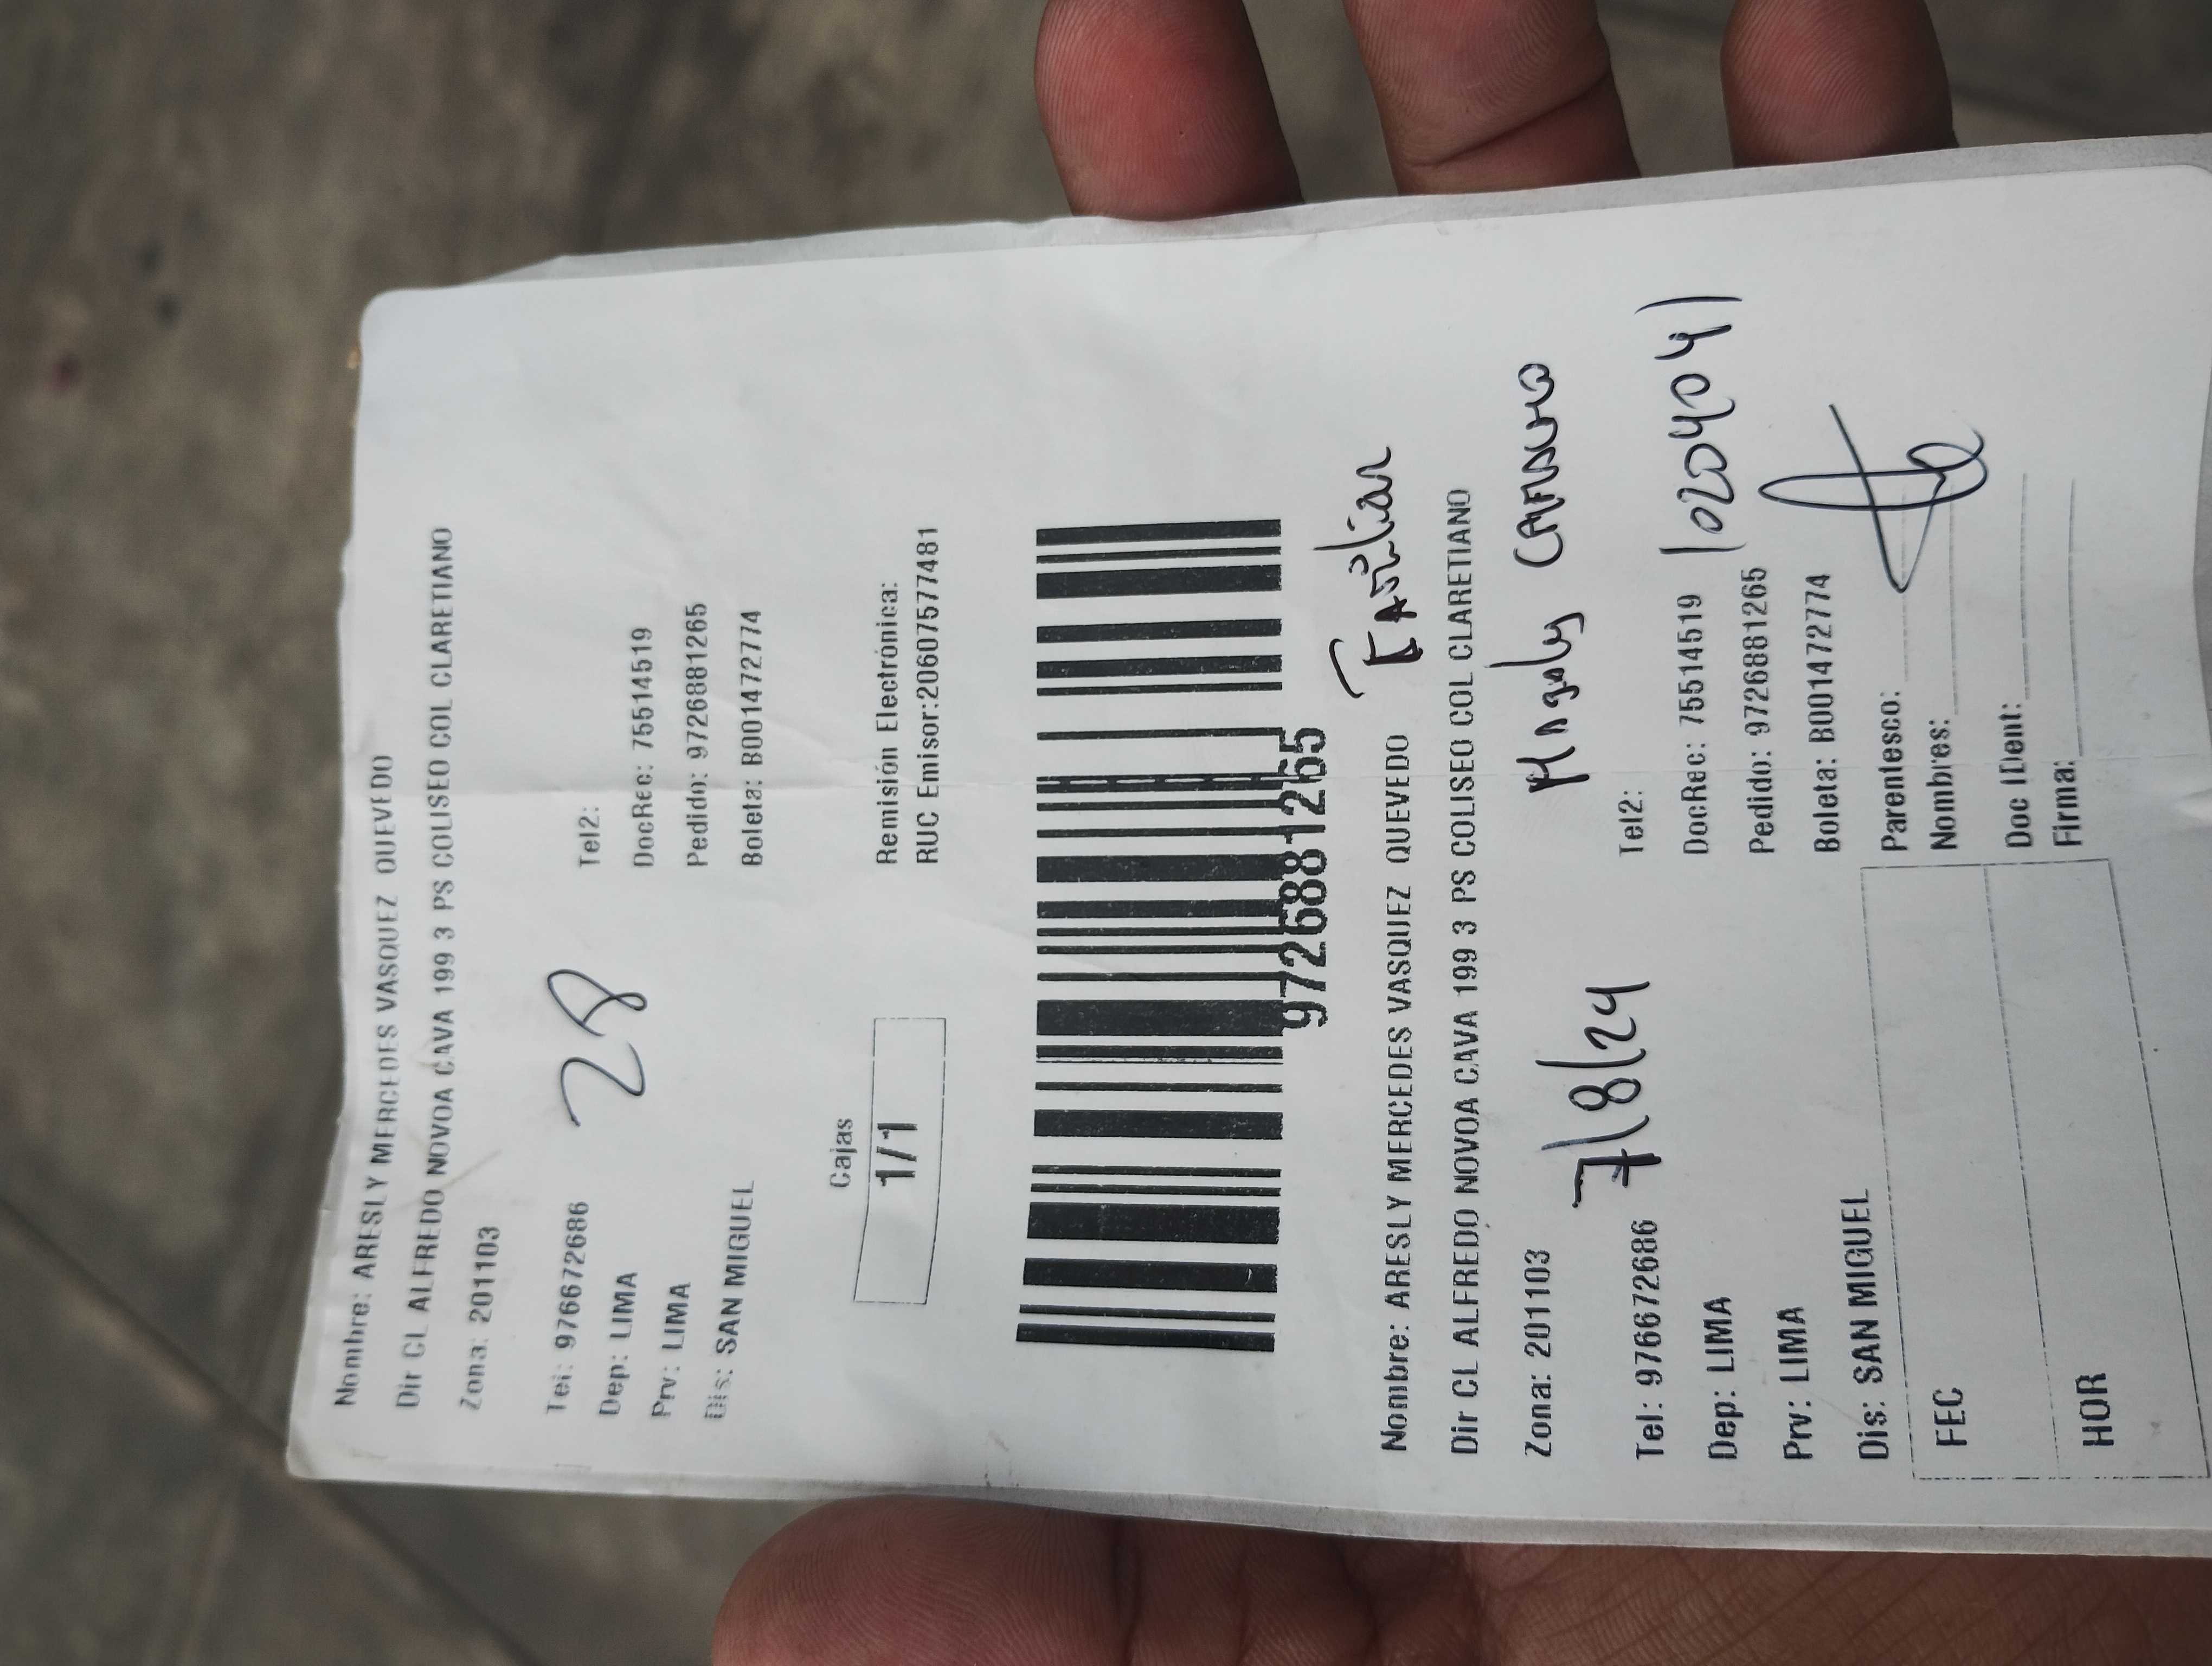 Nombre: ARESLY MERCEDES VASQUEZ QUEVEDO
Dir CL ALFREDO NOVOA CAVA 199 3 PS COLISEO COL CLARETIANO
Zona: 201103
28
Tel: 976672686 Tel2:
Dep: LIMA DocRec: 75514519
Prv: LIMA Pedido: 9726881265
Dis: SAN MIGUEL Boleta: B001472774
Cajas
1/1
Remisión Electrónica:
RUC Emisor:20607577481
9726881265
Familiar
Nombre: ARESLY MERCEDES VASQUEZ QUEVEDO
Dir CL ALFREDO NOVOA CAVA 199 3 PS COLISEO COL CLARETIANO
Magaly
Zona: 201103
7/8/24
Tel: 976672686 Tel2:
Dep: LIMA DocRec: 75514519
Prv: LIMA Pedido: 9726881265
Dis: SAN MIGUEL Boleta: B001472774
FEC
HOR
Parentesco:
Nombres:
Doc IDent:
Firma: